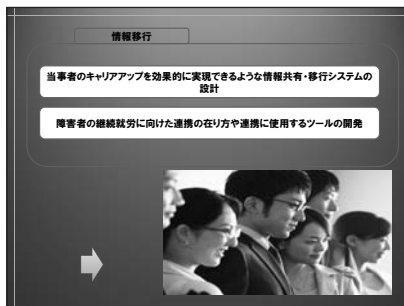 情報移行
当事者のキャリアアップを効果的に実現できるような情報共有・移行システムの
設計
障害者の継続就労に向けた連携の在り方や連携に使用するツールの開発